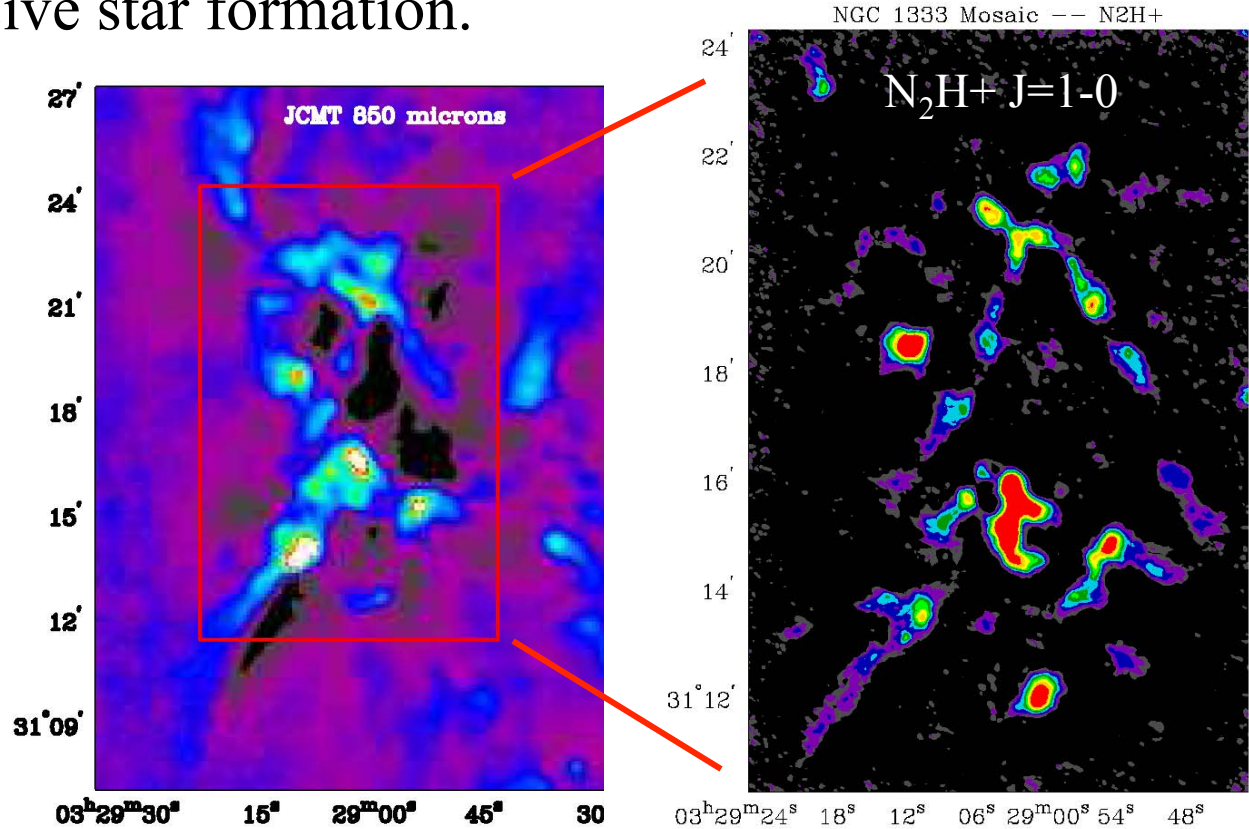 ive star formation.
NGC 1333 Mosaic -- N2H+
JCMT 850 microns
27'
24'
21'
18'
15'
12'
31°09'
03ʰ29ᵐ30ˢ 15ˢ 29ᵐ00ˢ 45ˢ 30
N₂H+ J=1-0
24'
22'
20'
18'
16'
14'
31°12'
03ʰ29ᵐ24ˢ 18ˢ 12ˢ 06ˢ 29ᵐ00ˢ 54ˢ 48ˢ